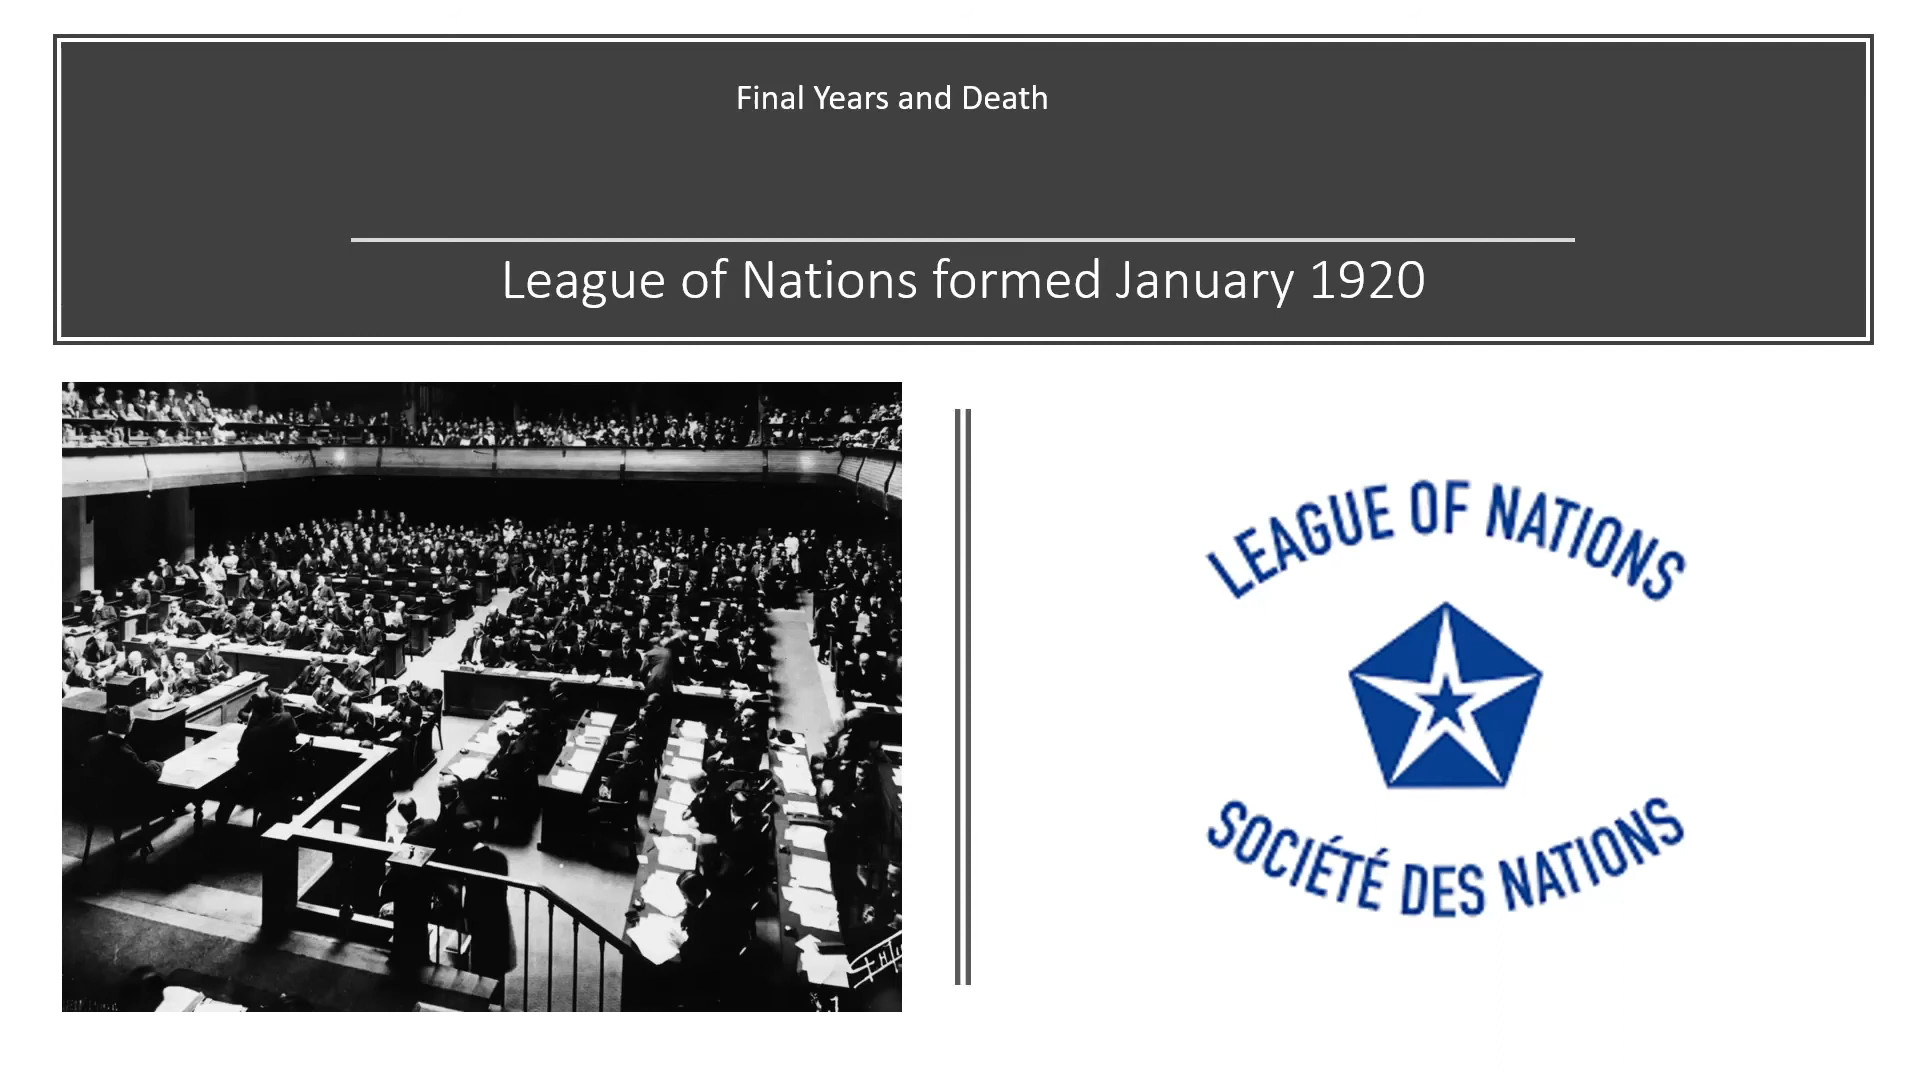 Final Years and Death
League of Nations formed January 1920
LEAGUE OF NATIONS
SOCIÉTÉ DES NATIONS